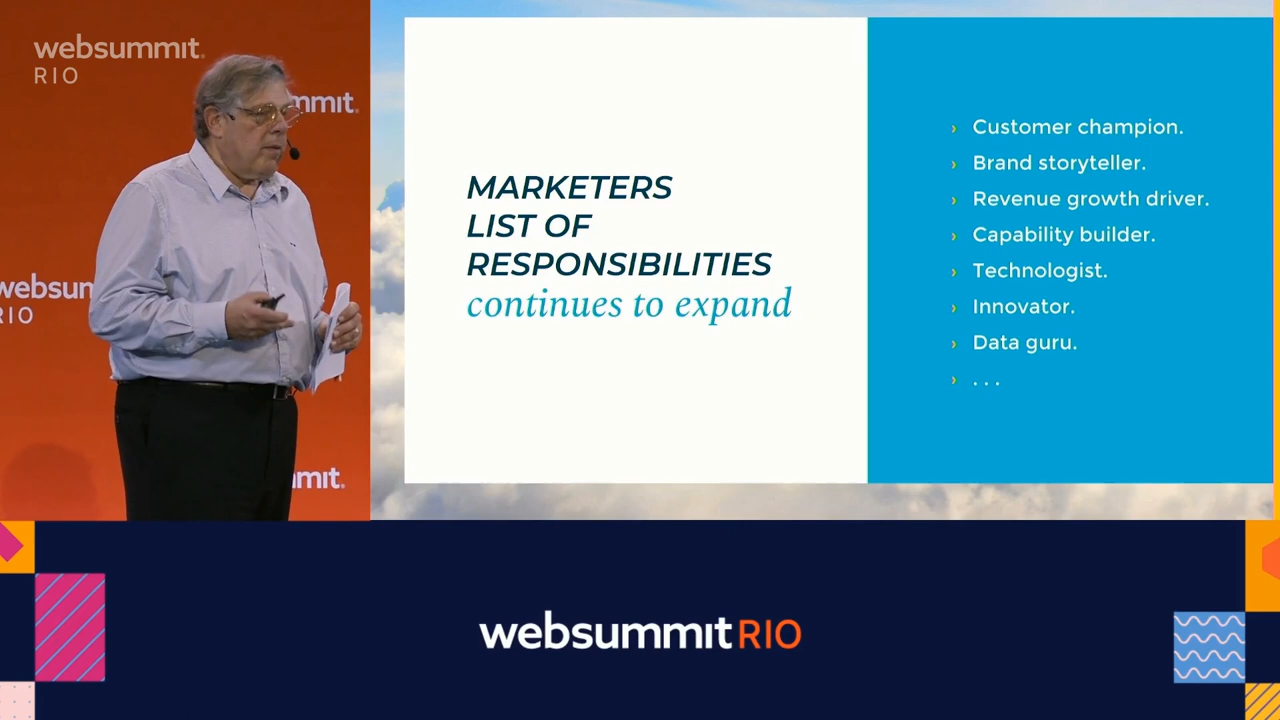 websummit
RIO
mmit.
websum
RIO
mit.
MARKETERS
LIST OF
RESPONSIBILITIES
continues to expand
› Customer champion.
› Brand storyteller.
› Revenue growth driver.
› Capability builder.
› Technologist.
› Innovator.
› Data guru.
› . . .
websummit RIO